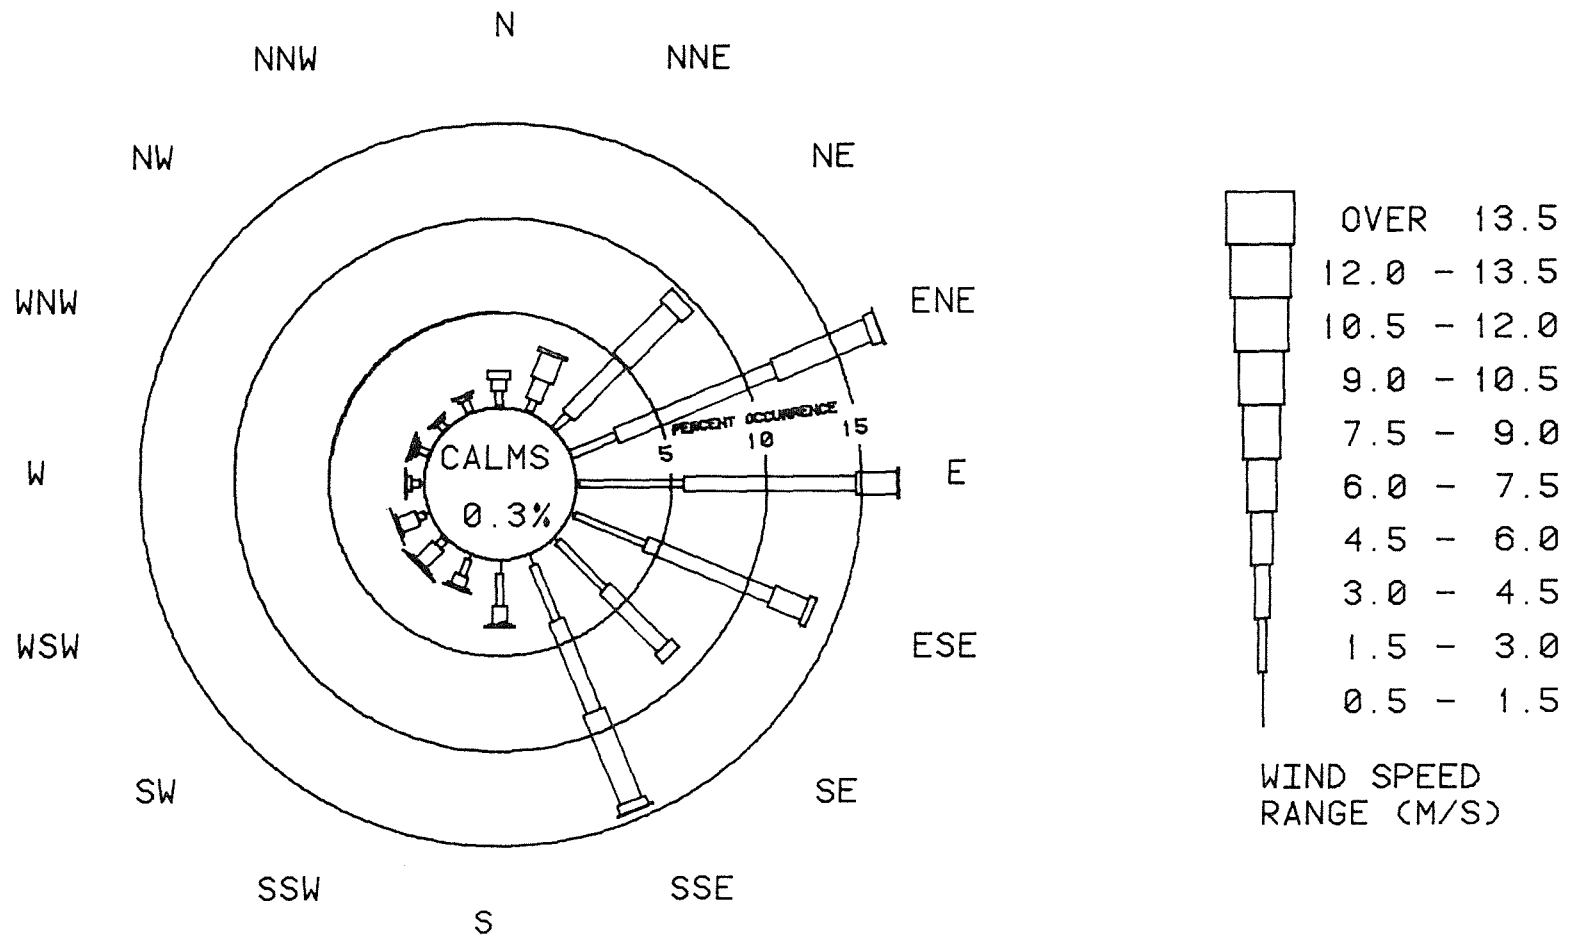 N
NNW
NNE
NW
NE
WNW
ENE
PERCENT OCCURRENCE
5
10
15
CALMS
0.3%
W
E
WSW
ESE
SW
SE
SSW
SSE
S
OVER 13.5
12.0 - 13.5
10.5 - 12.0
9.0 - 10.5
7.5 - 9.0
6.0 - 7.5
4.5 - 6.0
3.0 - 4.5
1.5 - 3.0
0.5 - 1.5
WIND SPEED
RANGE (M/S)